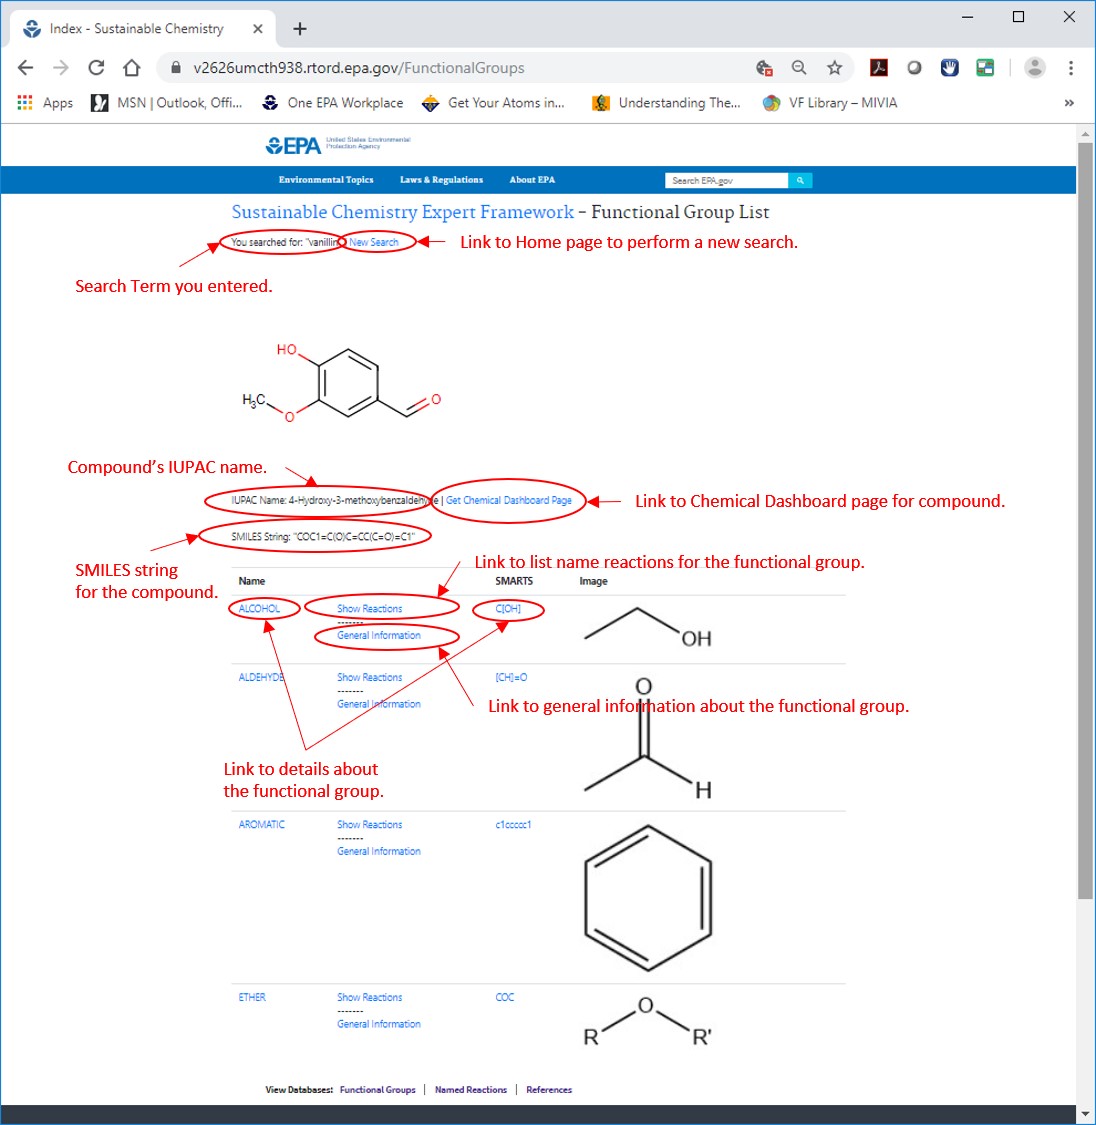 Index - Sustainable Chemistry
v2626umcth938.rtord.epa.gov/FunctionalGroups
Apps
MSN | Outlook, Offi...
One EPA Workplace
Get Your Atoms in...
Understanding The...
VF Library – MIVIA
»
EPA United States Environmental
Protection Agency
Environmental Topics Laws & Regulations About EPA Search EPA.gov
Sustainable Chemistry Expert Framework - Functional Group List
You searched for: "vanillin New Search
Link to Home page to perform a new search.
Search Term you entered.
HO
H3C
O
O
Compound's IUPAC name.
IUPAC Name: 4-Hydroxy-3-methoxybenzaldehyde | Get Chemical Dashboard Page
Link to Chemical Dashboard page for compound.
SMILES String: "COC1=C(O)C=CC(C=O)=C1"
SMILES string
for the compound.
Link to list name reactions for the functional group.
Name SMARTS Image
ALCOHOL Show Reactions C[OH]
-------
General Information
OH
ALDEHYDE Show Reactions [CH]=O
-------
General Information
O
H
Link to general information about the functional group.
Link to details about
the functional group.
AROMATIC Show Reactions c1ccccc1
-------
General Information
ETHER Show Reactions COC
-------
General Information
O
R R'
View Databases: Functional Groups | Named Reactions | References